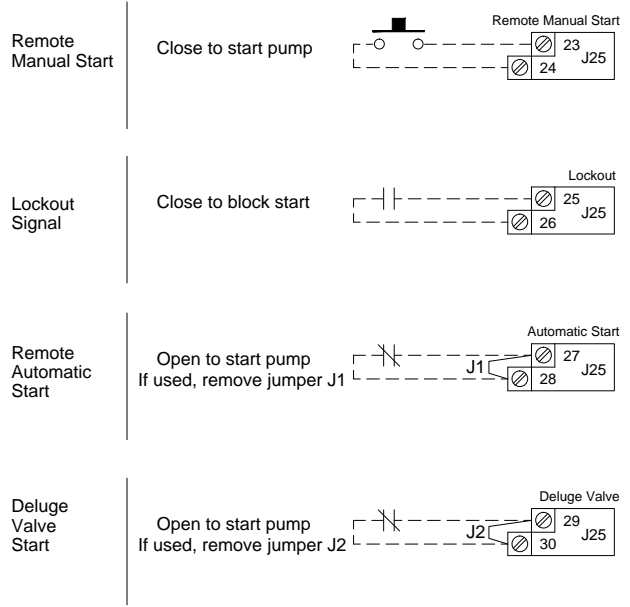 Remote
Manual Start
Close to start pump
Remote Manual Start
23
24
J25
Lockout
Signal
Close to block start
Lockout
25
26
J25
Remote
Automatic
Start
Open to start pump
If used, remove jumper J1
Automatic Start
J1
27
28
J25
Deluge
Valve
Start
Open to start pump
If used, remove jumper J2
Deluge Valve
J2
29
30
J25